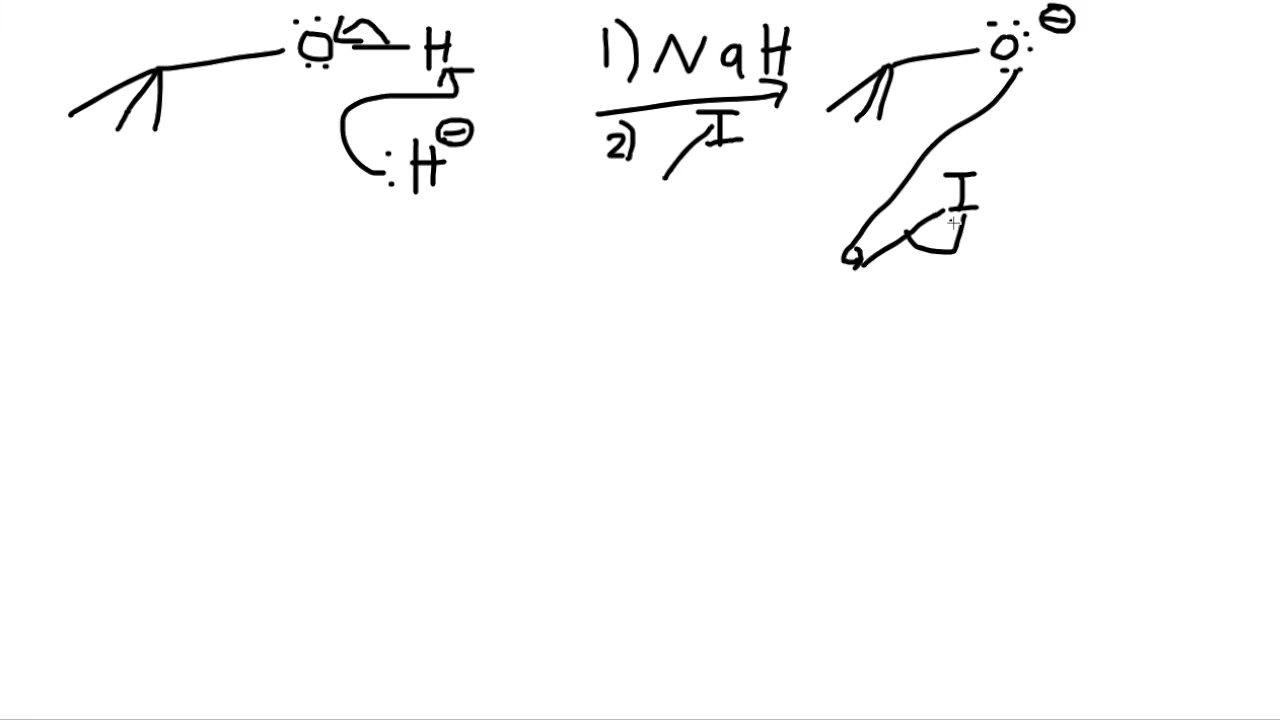 O H
:H ⊖
1) NaH
2) I
O ⊖
I